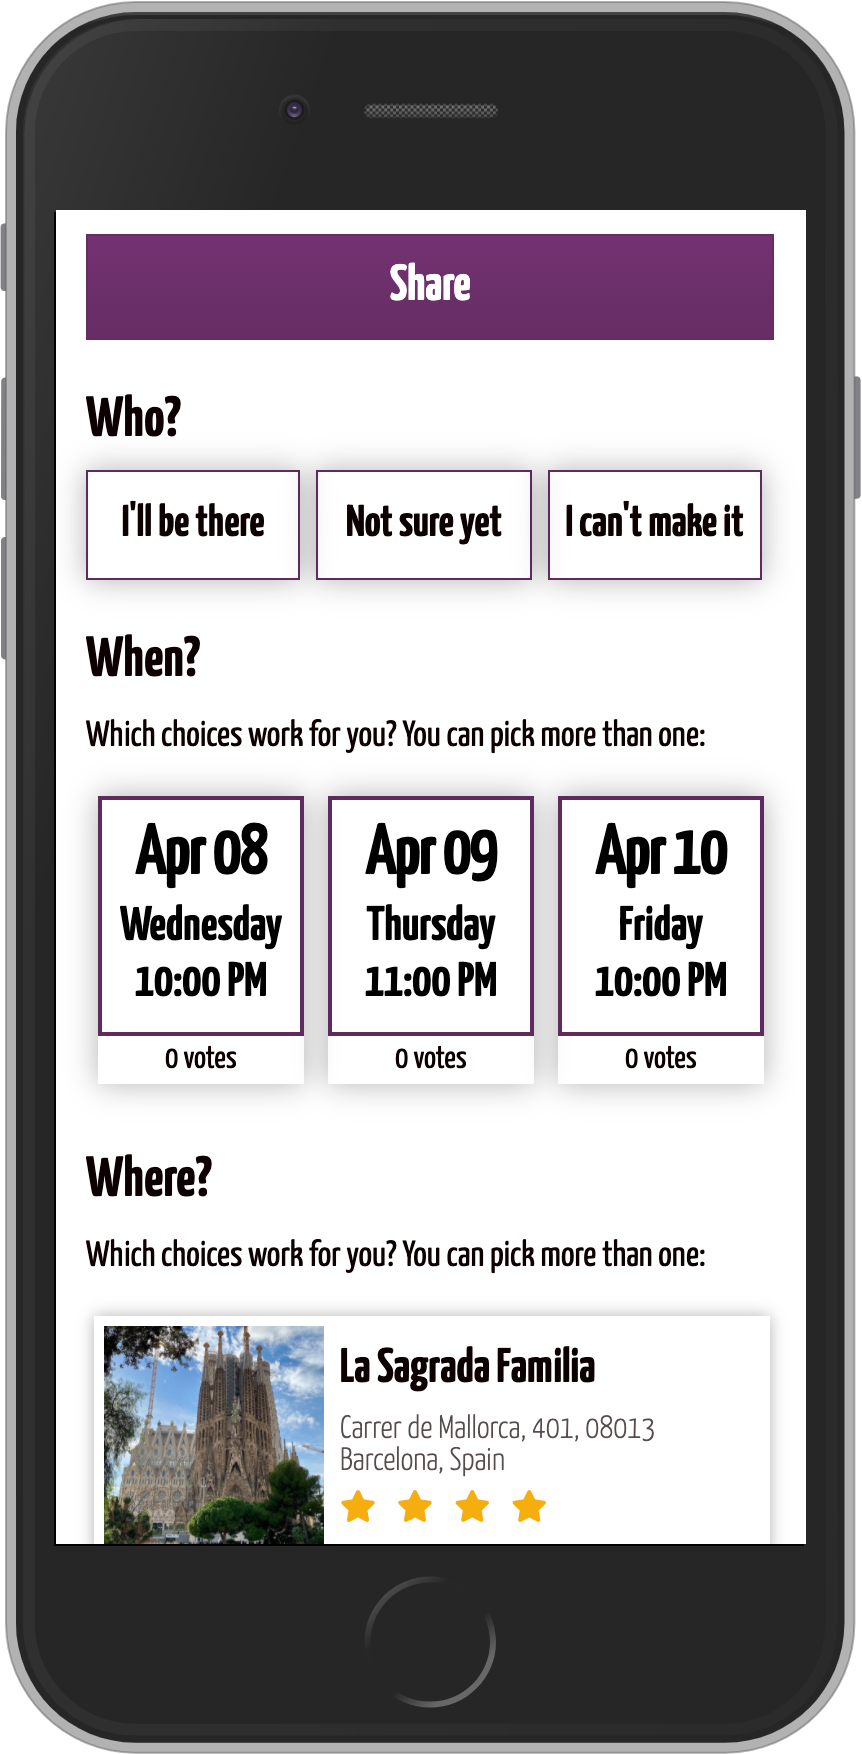 Share
Who?
I'll be there
Not sure yet
I can't make it
When?
Which choices work for you? You can pick more than one:
Apr 08
Wednesday
10:00 PM
0 votes
Apr 09
Thursday
11:00 PM
0 votes
Apr 10
Friday
10:00 PM
0 votes
Where?
Which choices work for you? You can pick more than one:
La Sagrada Familia
Carrer de Mallorca, 401, 08013
Barcelona, Spain